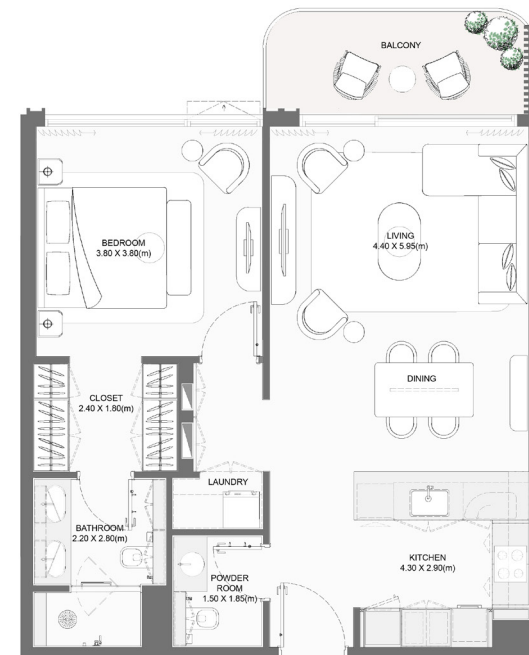 BALCONY
BEDROOM
3.80 X 3.80(m)
LIVING
4.40 X 5.95(m)
DINING
CLOSET
2.40 X 1.80(m)
LAUNDRY
BATHROOM
2.20 X 2.80(m)
KITCHEN
4.30 X 2.90(m)
POWDER
ROOM
1.50 X 1.85(m)